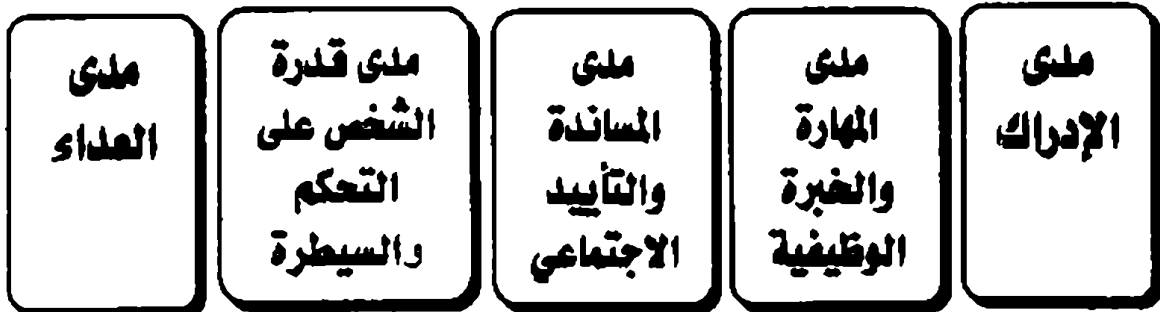 مدى
الإدراك
مدى
المهارة
والخبرة
الوظيفية
مدى
المساندة
والتأييد
الاجتماعي
مدى قدرة
الشخص على
التحكم
والسيطرة
مدى
العداء